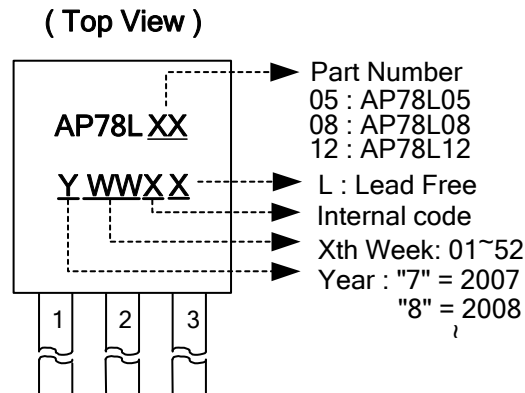 ( Top View )
AP78L XX
Y WW X X
1 2 3
Part Number
05 : AP78L05
08 : AP78L08
12 : AP78L12
L : Lead Free
Internal code
Xth Week: 01~52
Year : "7" = 2007
"8" = 2008
~